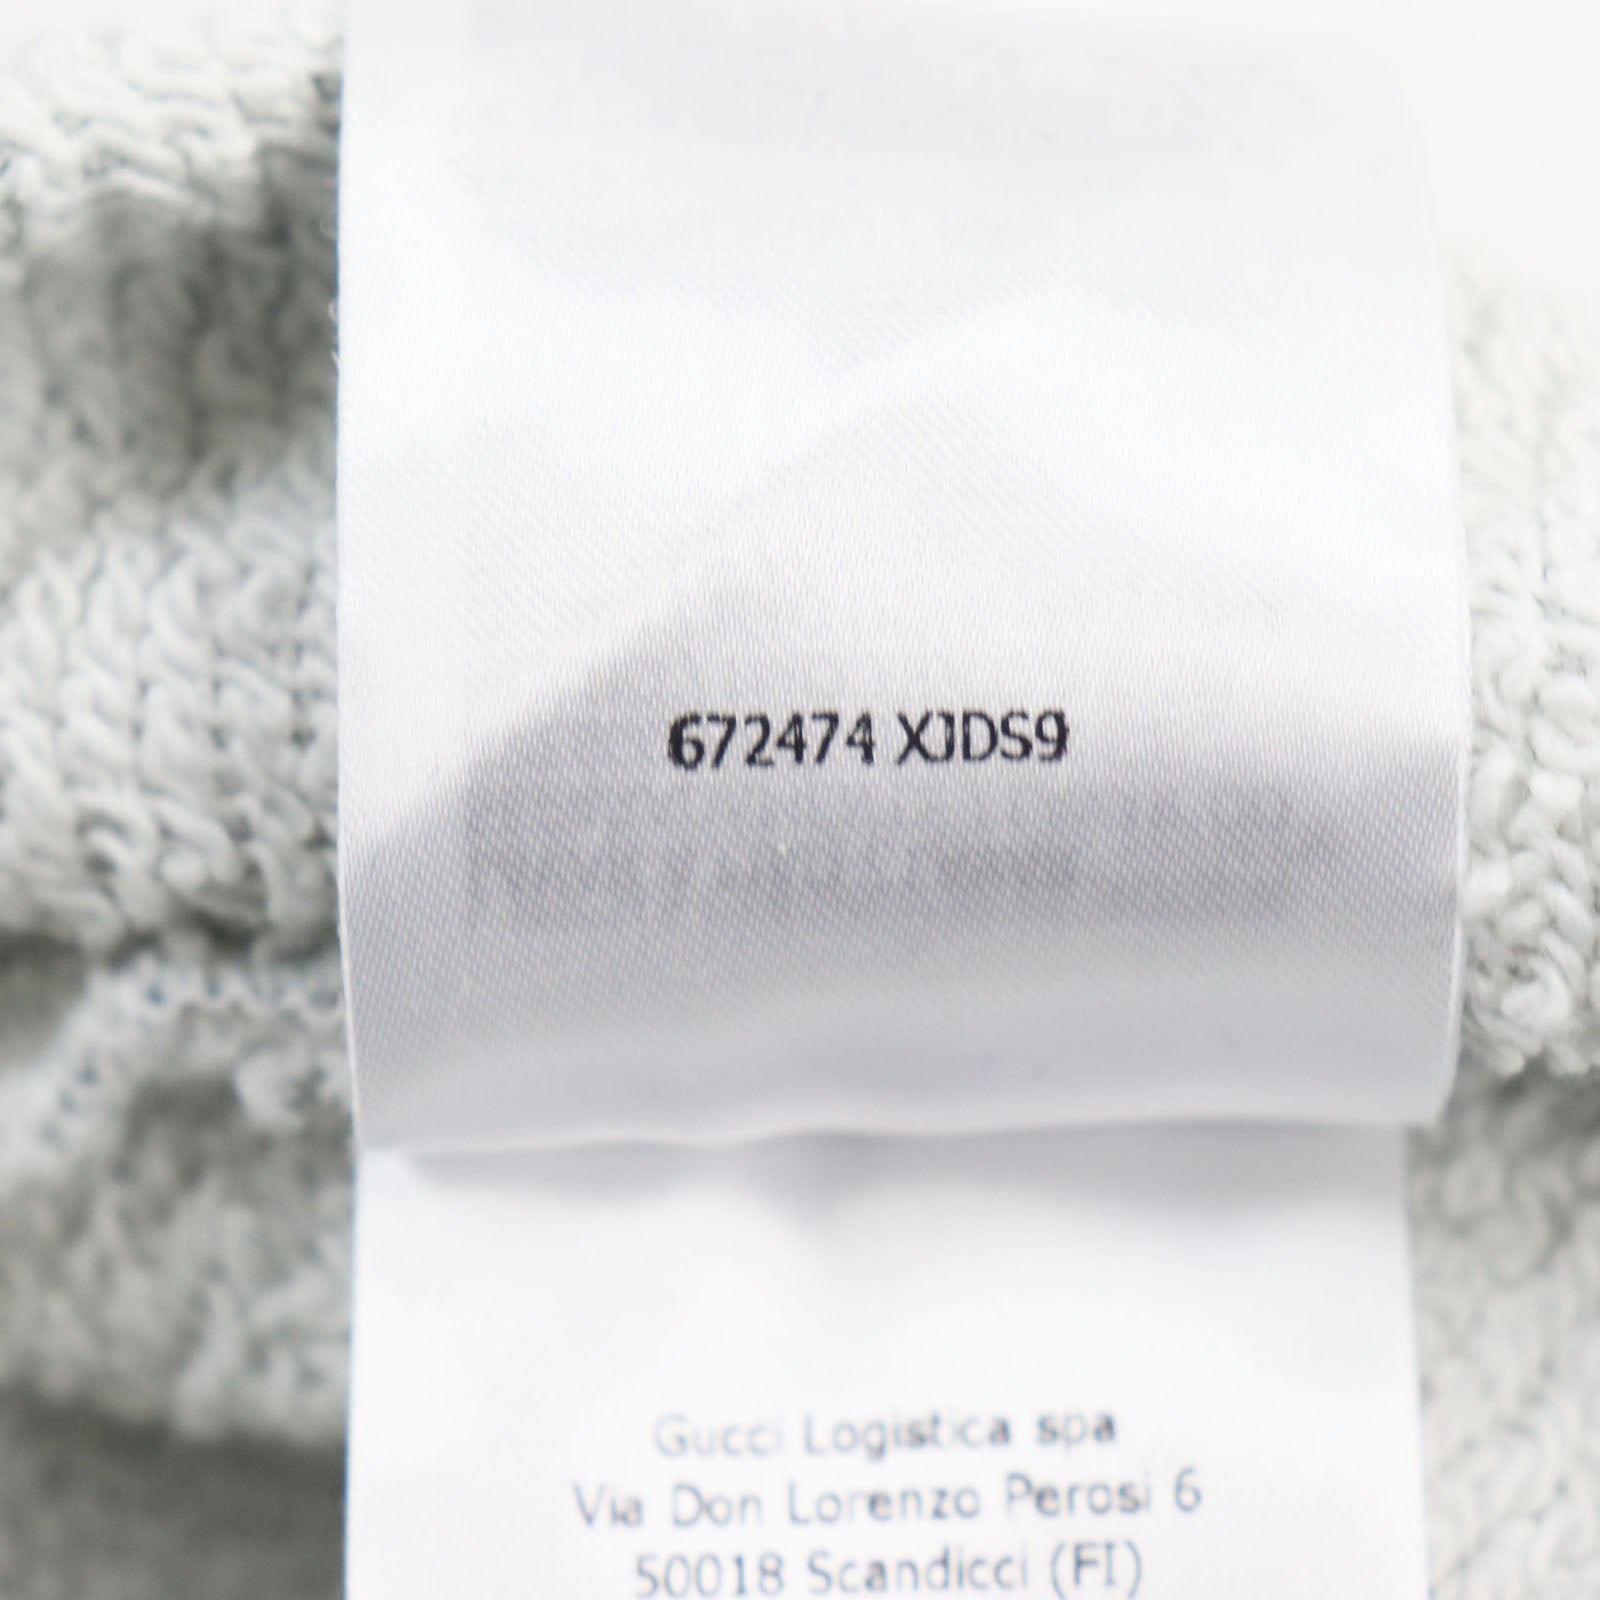 672474 XJDS9
Gucci Logistica spa
Via Don Lorenzo Perosi 6
50018 Scandicci (FI)